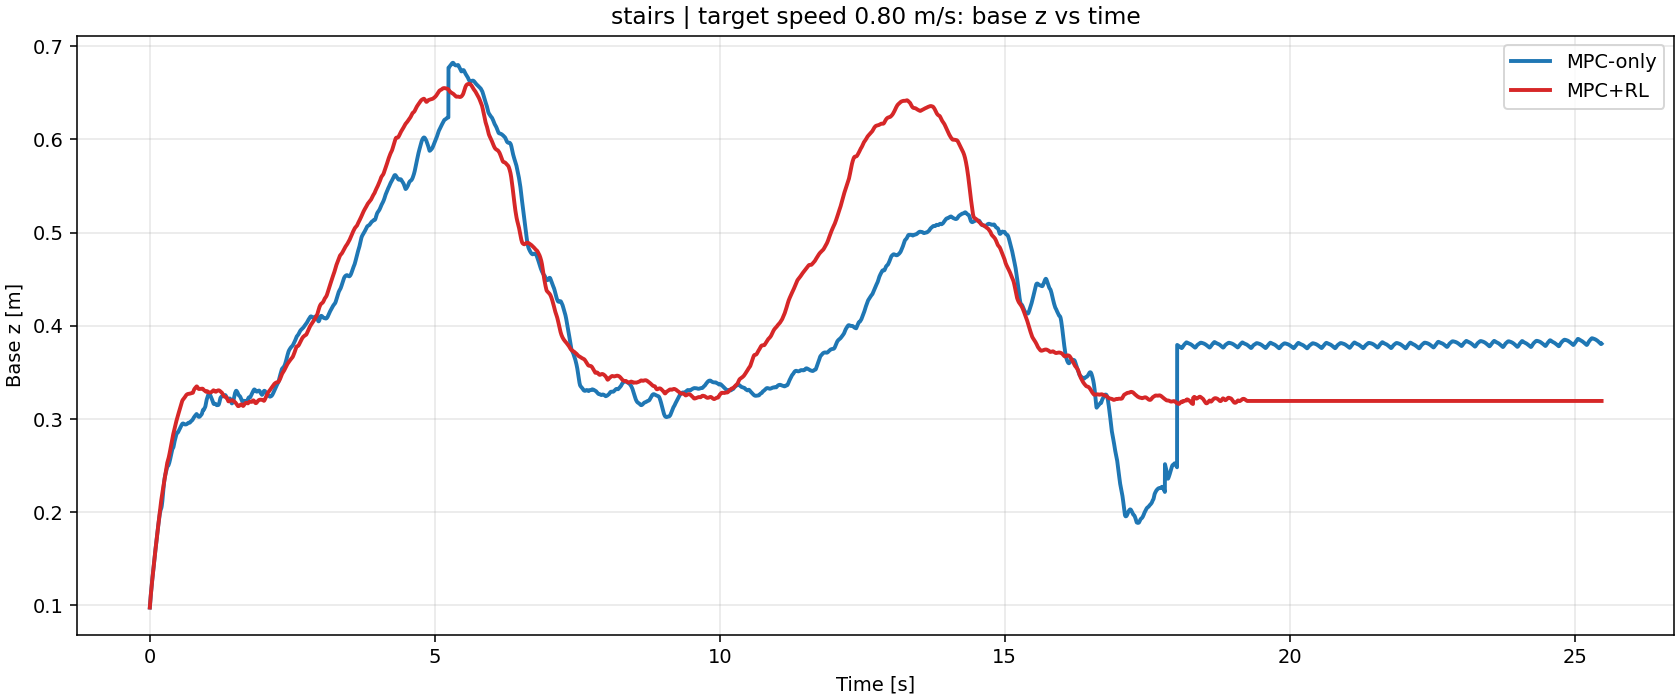 stairs | target speed 0.80 m/s: base z vs time
MPC-only
MPC+RL
Base z [m]
0.7
0.6
0.5
0.4
0.3
0.2
0.1
0 5 10 15 20 25
Time [s]